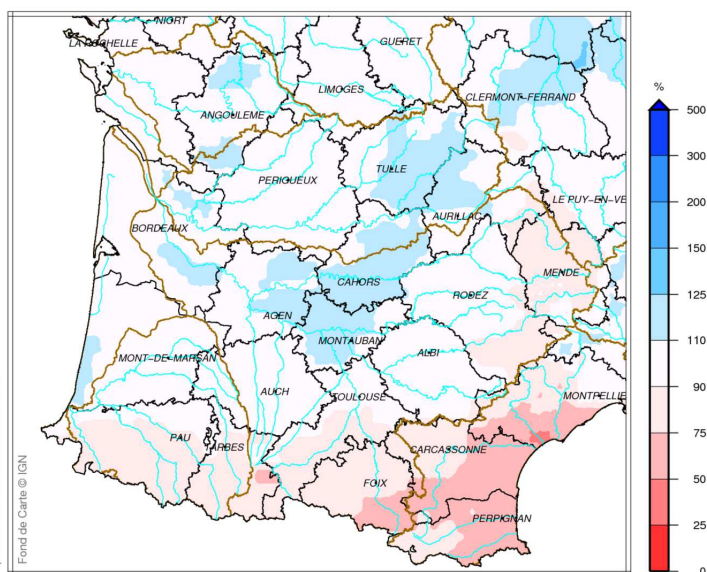 NIORT
LA ROCHELLE
GUERET
LIMOGES
CLERMONT-FERRAND
ANGOULEME
PERIGUEUX
TULLE
LE PUY-EN-VE
AURILLAC
BORDEAUX
MENDE
CAHORS
RODEZ
AGEN
MONTAUBAN
MONT-DE-MARSAN
ALBI
AUCH
TOULOUSE
MONTPELLIE
PAU
TARBES
CARCASSONNE
FOIX
PERPIGNAN
Fond de Carte © IGN
%
500
300
200
150
125
110
90
75
50
25
0